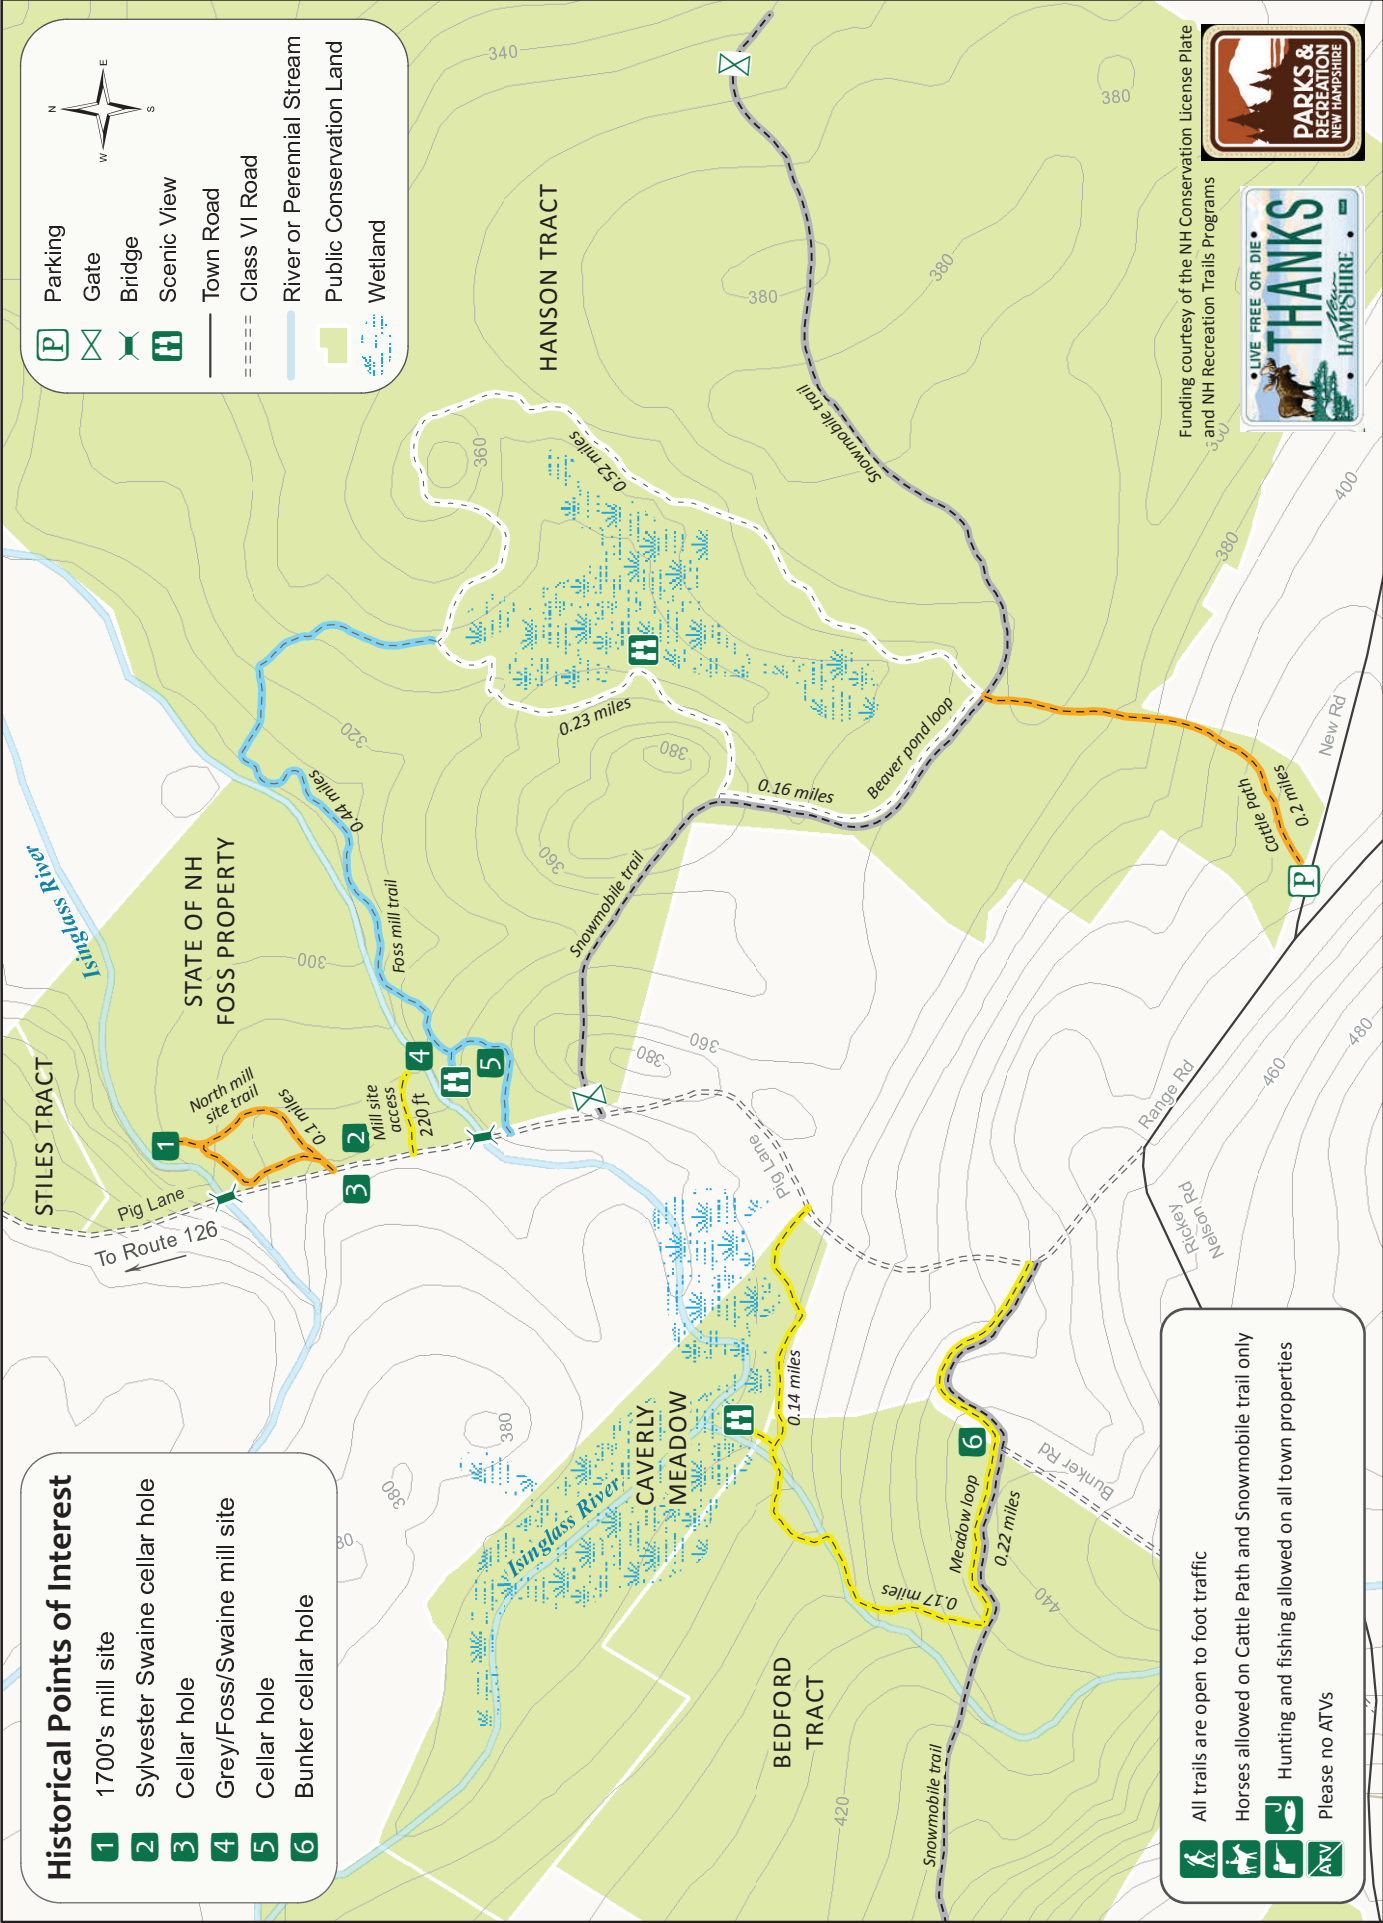 Historical Points of Interest
1 1700's mill site
2 Sylvester Swaine cellar hole
3 Cellar hole
4 Grey/Foss/Swaine mill site
5 Cellar hole
6 Bunker cellar hole
STILES TRACT
Pig Lane
To Route 126
Isinglass River
STATE OF NH
FOSS PROPERTY
North mill
site trail
0.1 miles
1
2
3
Mill site
access
220 ft
4
5
Foss mill trail
0.44 miles
300
320
340
P Parking
Gate
Bridge
Scenic View
Town Road
Class VI Road
River or Perennial Stream
Public Conservation Land
Wetland
N
E
S
W
HANSON TRACT
360
0.52 miles
0.23 miles
380
0.16 miles
Beaver pond loop
360
Snowmobile trail
380
360
Pig Lane
380
380
380
Snowmobile trail
380
380
380
80
CAVERLY
MEADOW
Isinglass River
0.14 miles
6
Meadow loop
0.22 miles
0.17 miles
Bunker Rd
440
BEDFORD
TRACT
420
Snowmobile trail
Range Rd
Rickey
Nelson Rd
Cattle Path
0.2 miles
P
New Rd
380
400
460
480
Funding courtesy of the NH Conservation License Plate
and NH Recreation Trails Programs
LIVE FREE OR DIE
THANKS
New
HAMPSHIRE
PARKS &
RECREATION
NEW HAMPSHIRE
All trails are open to foot traffic
Horses allowed on Cattle Path and Snowmobile trail only
Hunting and fishing allowed on all town properties
ATV Please no ATVs